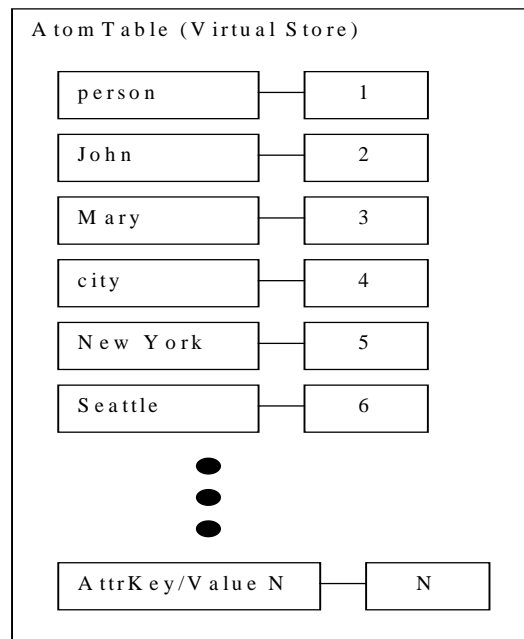 AtomTable (Virtual Store)
person 1
John 2
Mary 3
city 4
New York 5
Seattle 6
AttrKey/Value N N